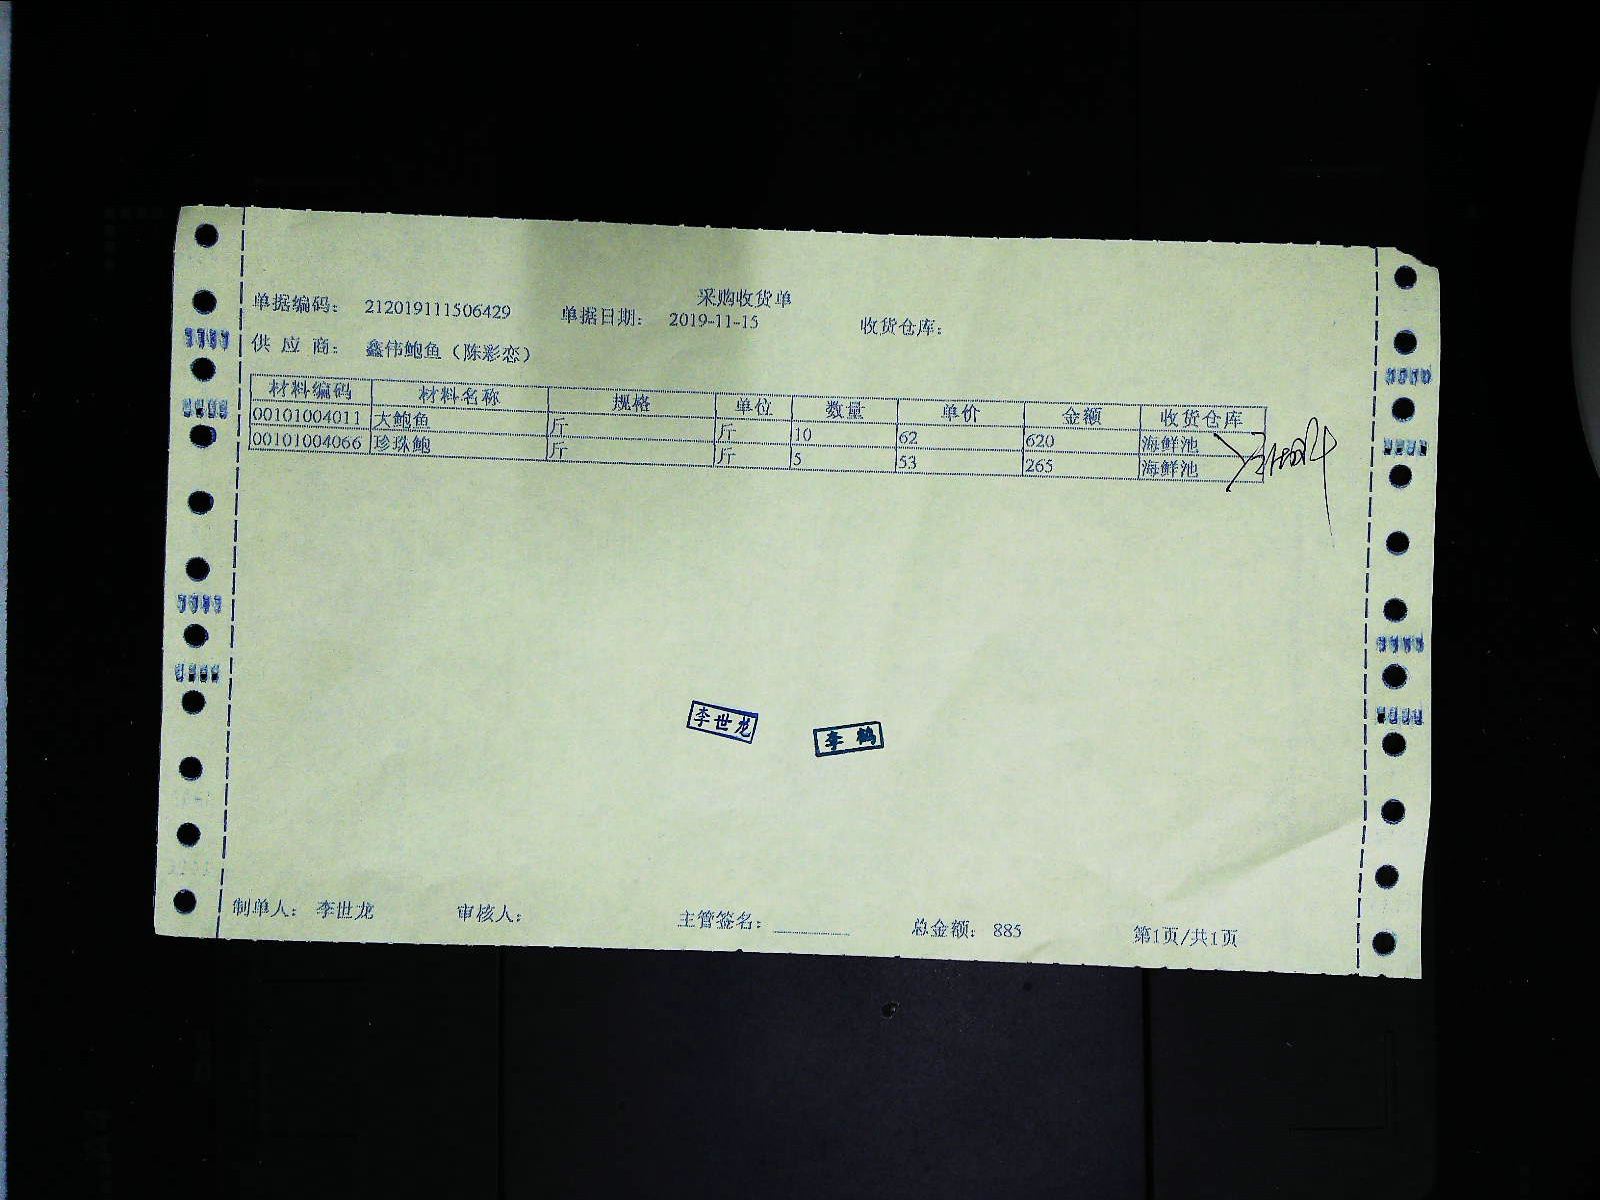 采购收货单
单据编码： 212019111506429 单据日期： 2019-11-15 收货仓库：
供 应 商： 鑫伟鲍鱼（陈彩恋）
材料编码 材料名称 规格 单位 数量 单价 金额 收货仓库
00101004011 大鲍鱼 斤 斤 10 62 620 海鲜池
00101004066 珍珠鲍 斤 斤 5 53 265 海鲜池
李世龙
李鹤
制单人： 李世龙 审核人： 主管签名： 总金额： 885 第1页/共1页